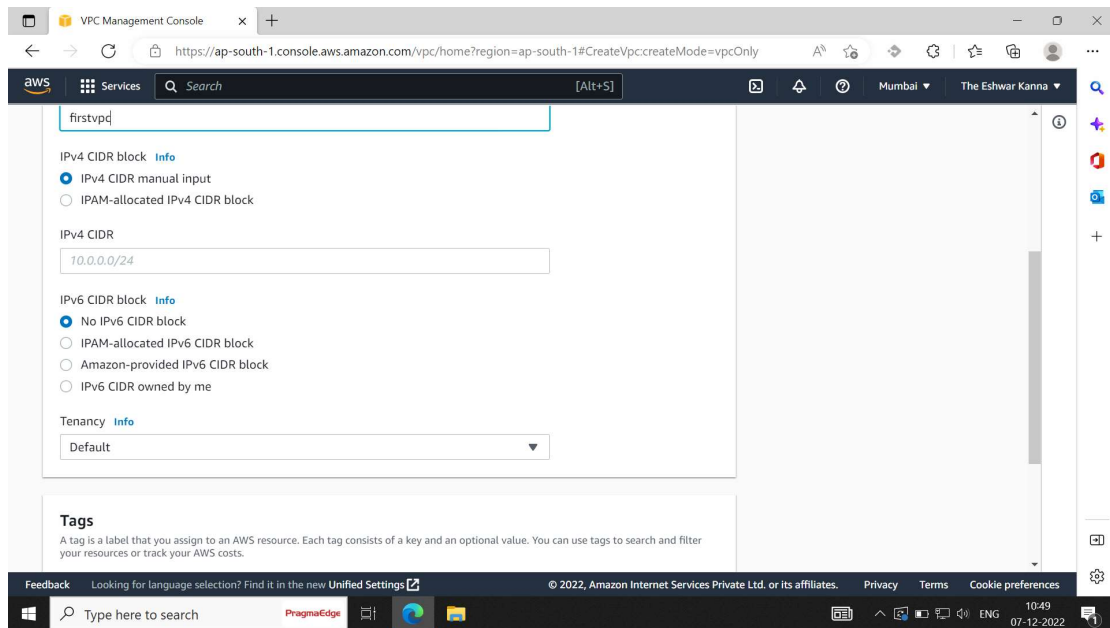 VPC Management Console
https://ap-south-1.console.aws.amazon.com/vpc/home?region=ap-south-1#CreateVpc:createMode=vpcOnly
aws Services Search [Alt+S] Mumbai The Eshwar Kanna
firstvpc
IPv4 CIDR block Info
IPv4 CIDR manual input
IPAM-allocated IPv4 CIDR block
IPv4 CIDR
10.0.0.0/24
IPv6 CIDR block Info
No IPv6 CIDR block
IPAM-allocated IPv6 CIDR block
Amazon-provided IPv6 CIDR block
IPv6 CIDR owned by me
Tenancy Info
Default
Tags
A tag is a label that you assign to an AWS resource. Each tag consists of a key and an optional value. You can use tags to search and filter
your resources or track your AWS costs.
Feedback Looking for language selection? Find it in the new Unified Settings © 2022, Amazon Internet Services Private Ltd. or its affiliates. Privacy Terms Cookie preferences
Type here to search PragmaEdge ENG 10:49
07-12-2022